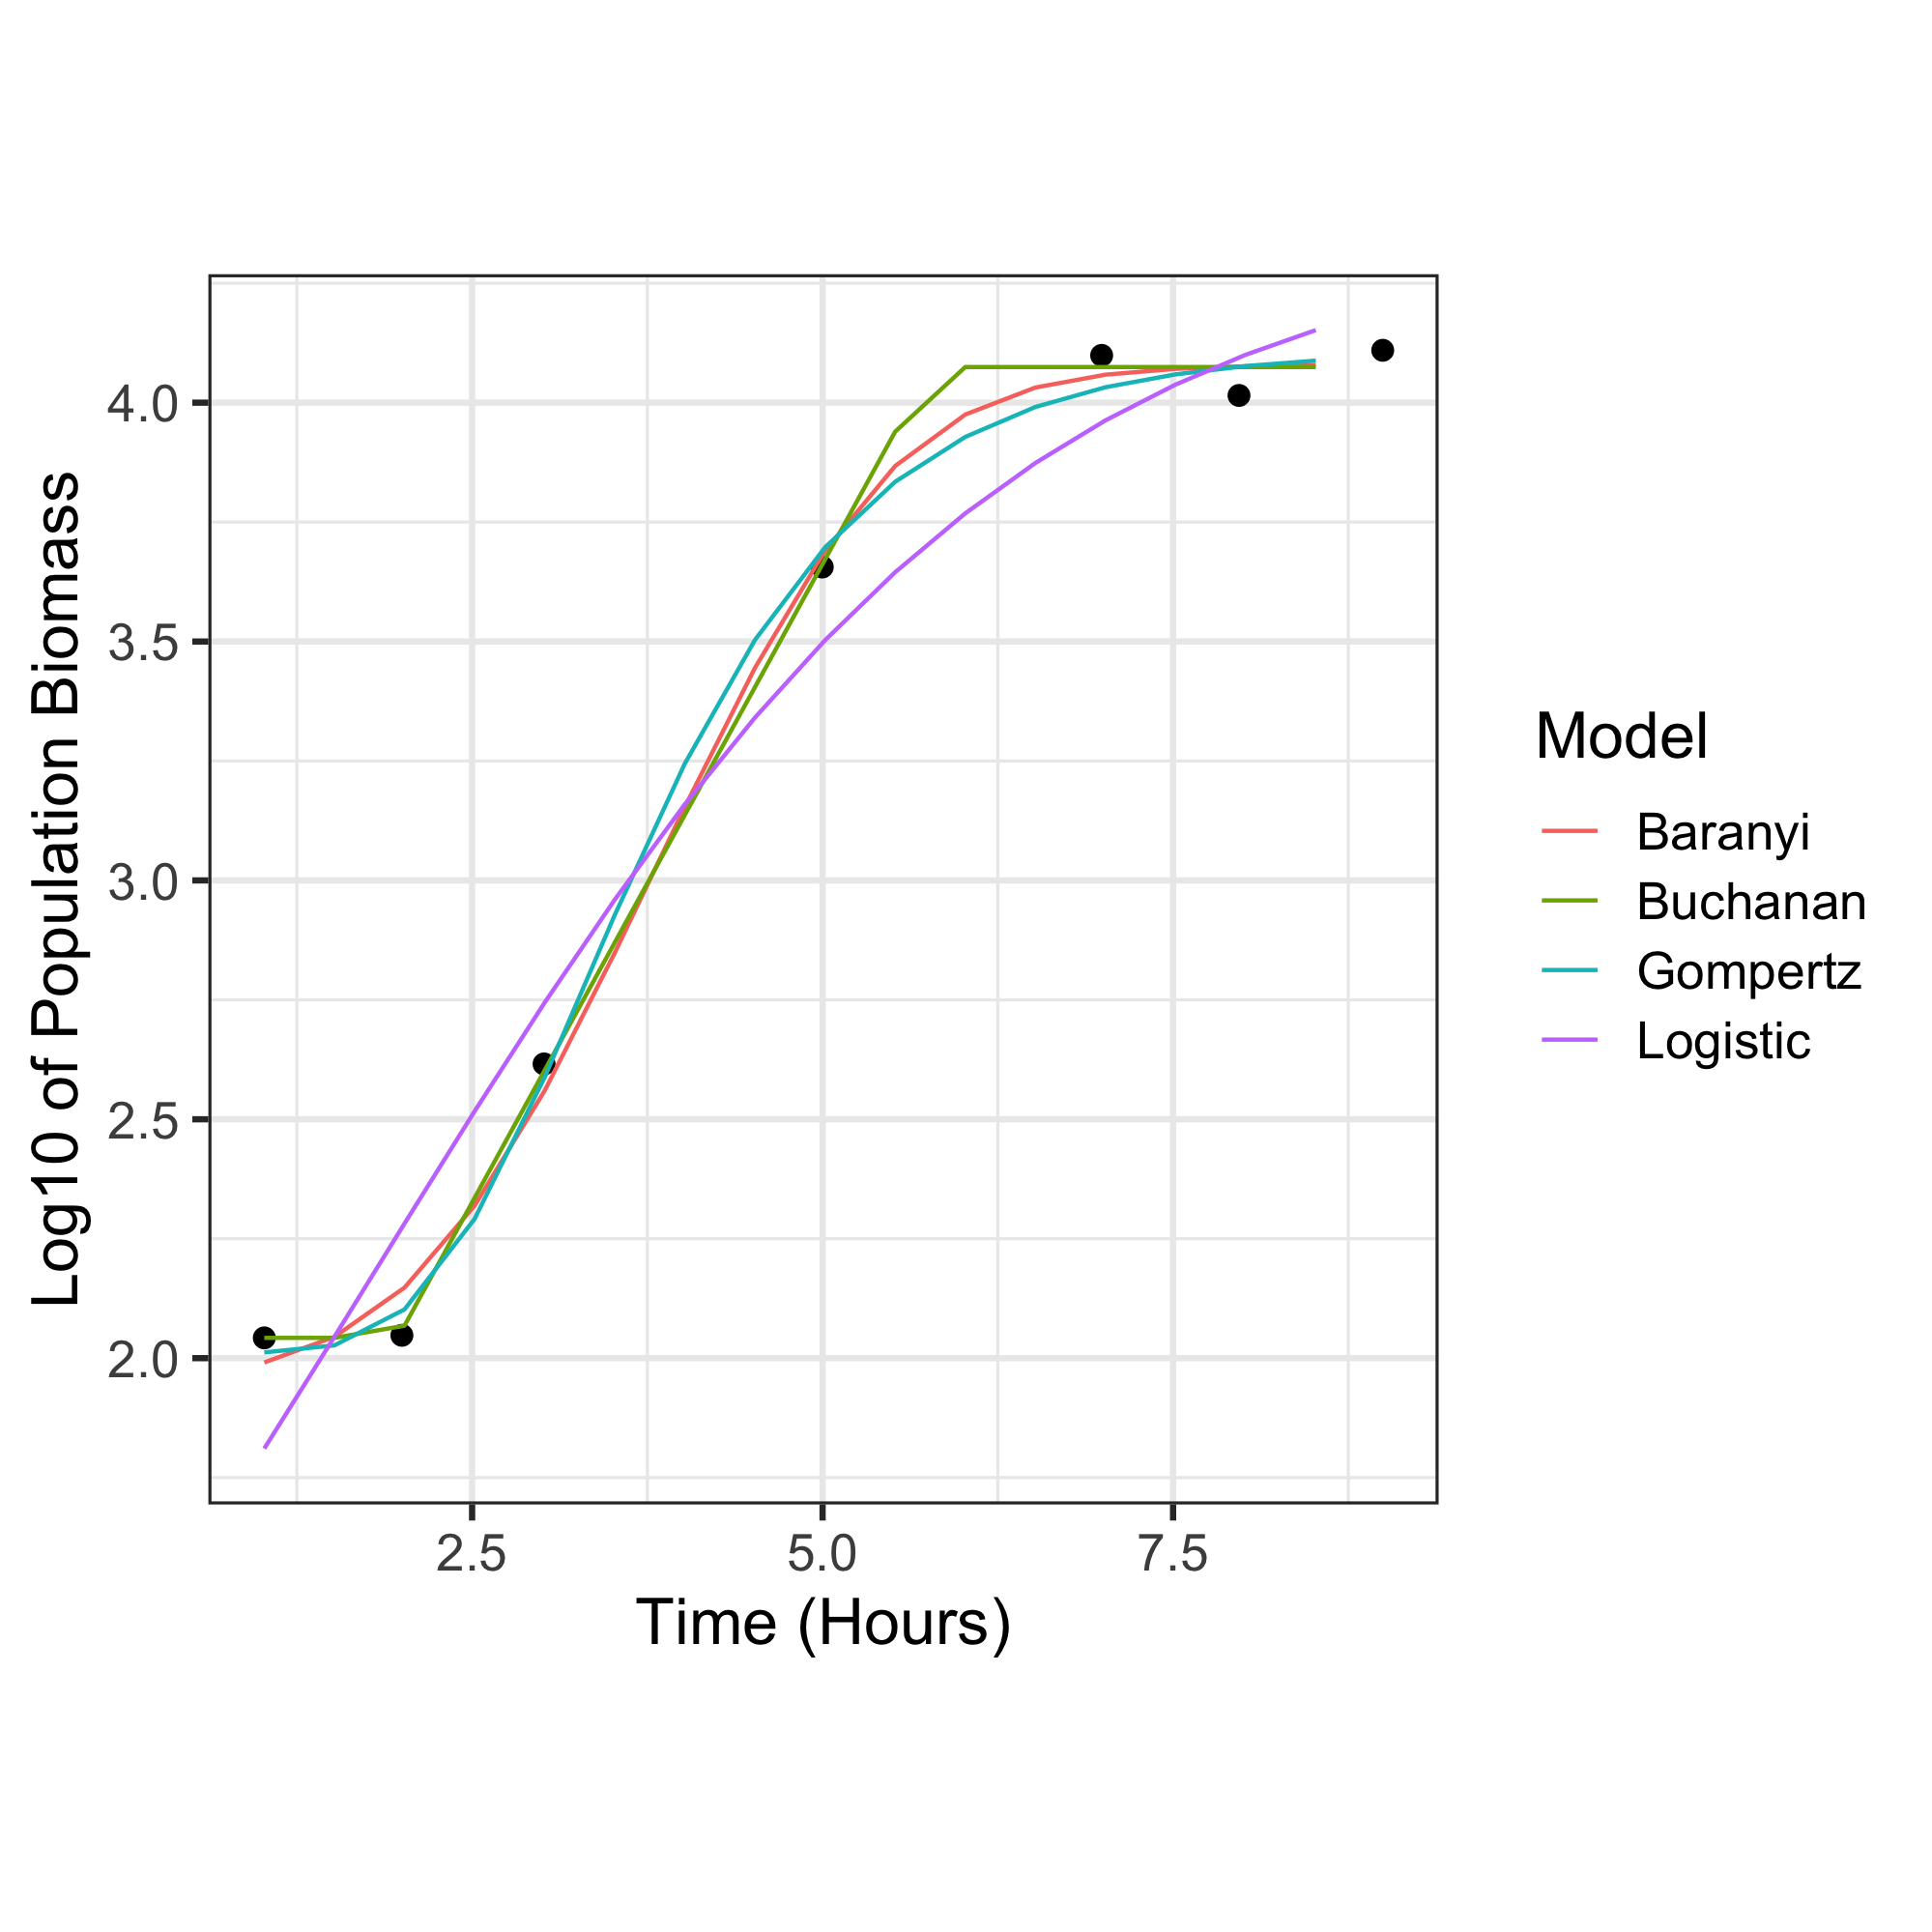 Log10 of Population Biomass
4.0
3.5
3.0
2.5
2.0
2.5
5.0
7.5
Time (Hours)
Model
Baranyi
Buchanan
Gompertz
Logistic